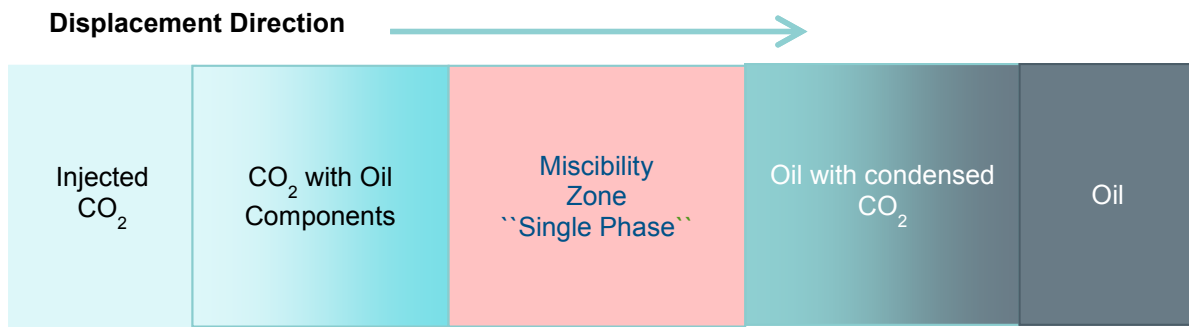 Displacement Direction
Injected
CO₂
CO₂ with Oil
Components
Miscibility
Zone
``Single Phase``
Oil with condensed
CO₂
Oil